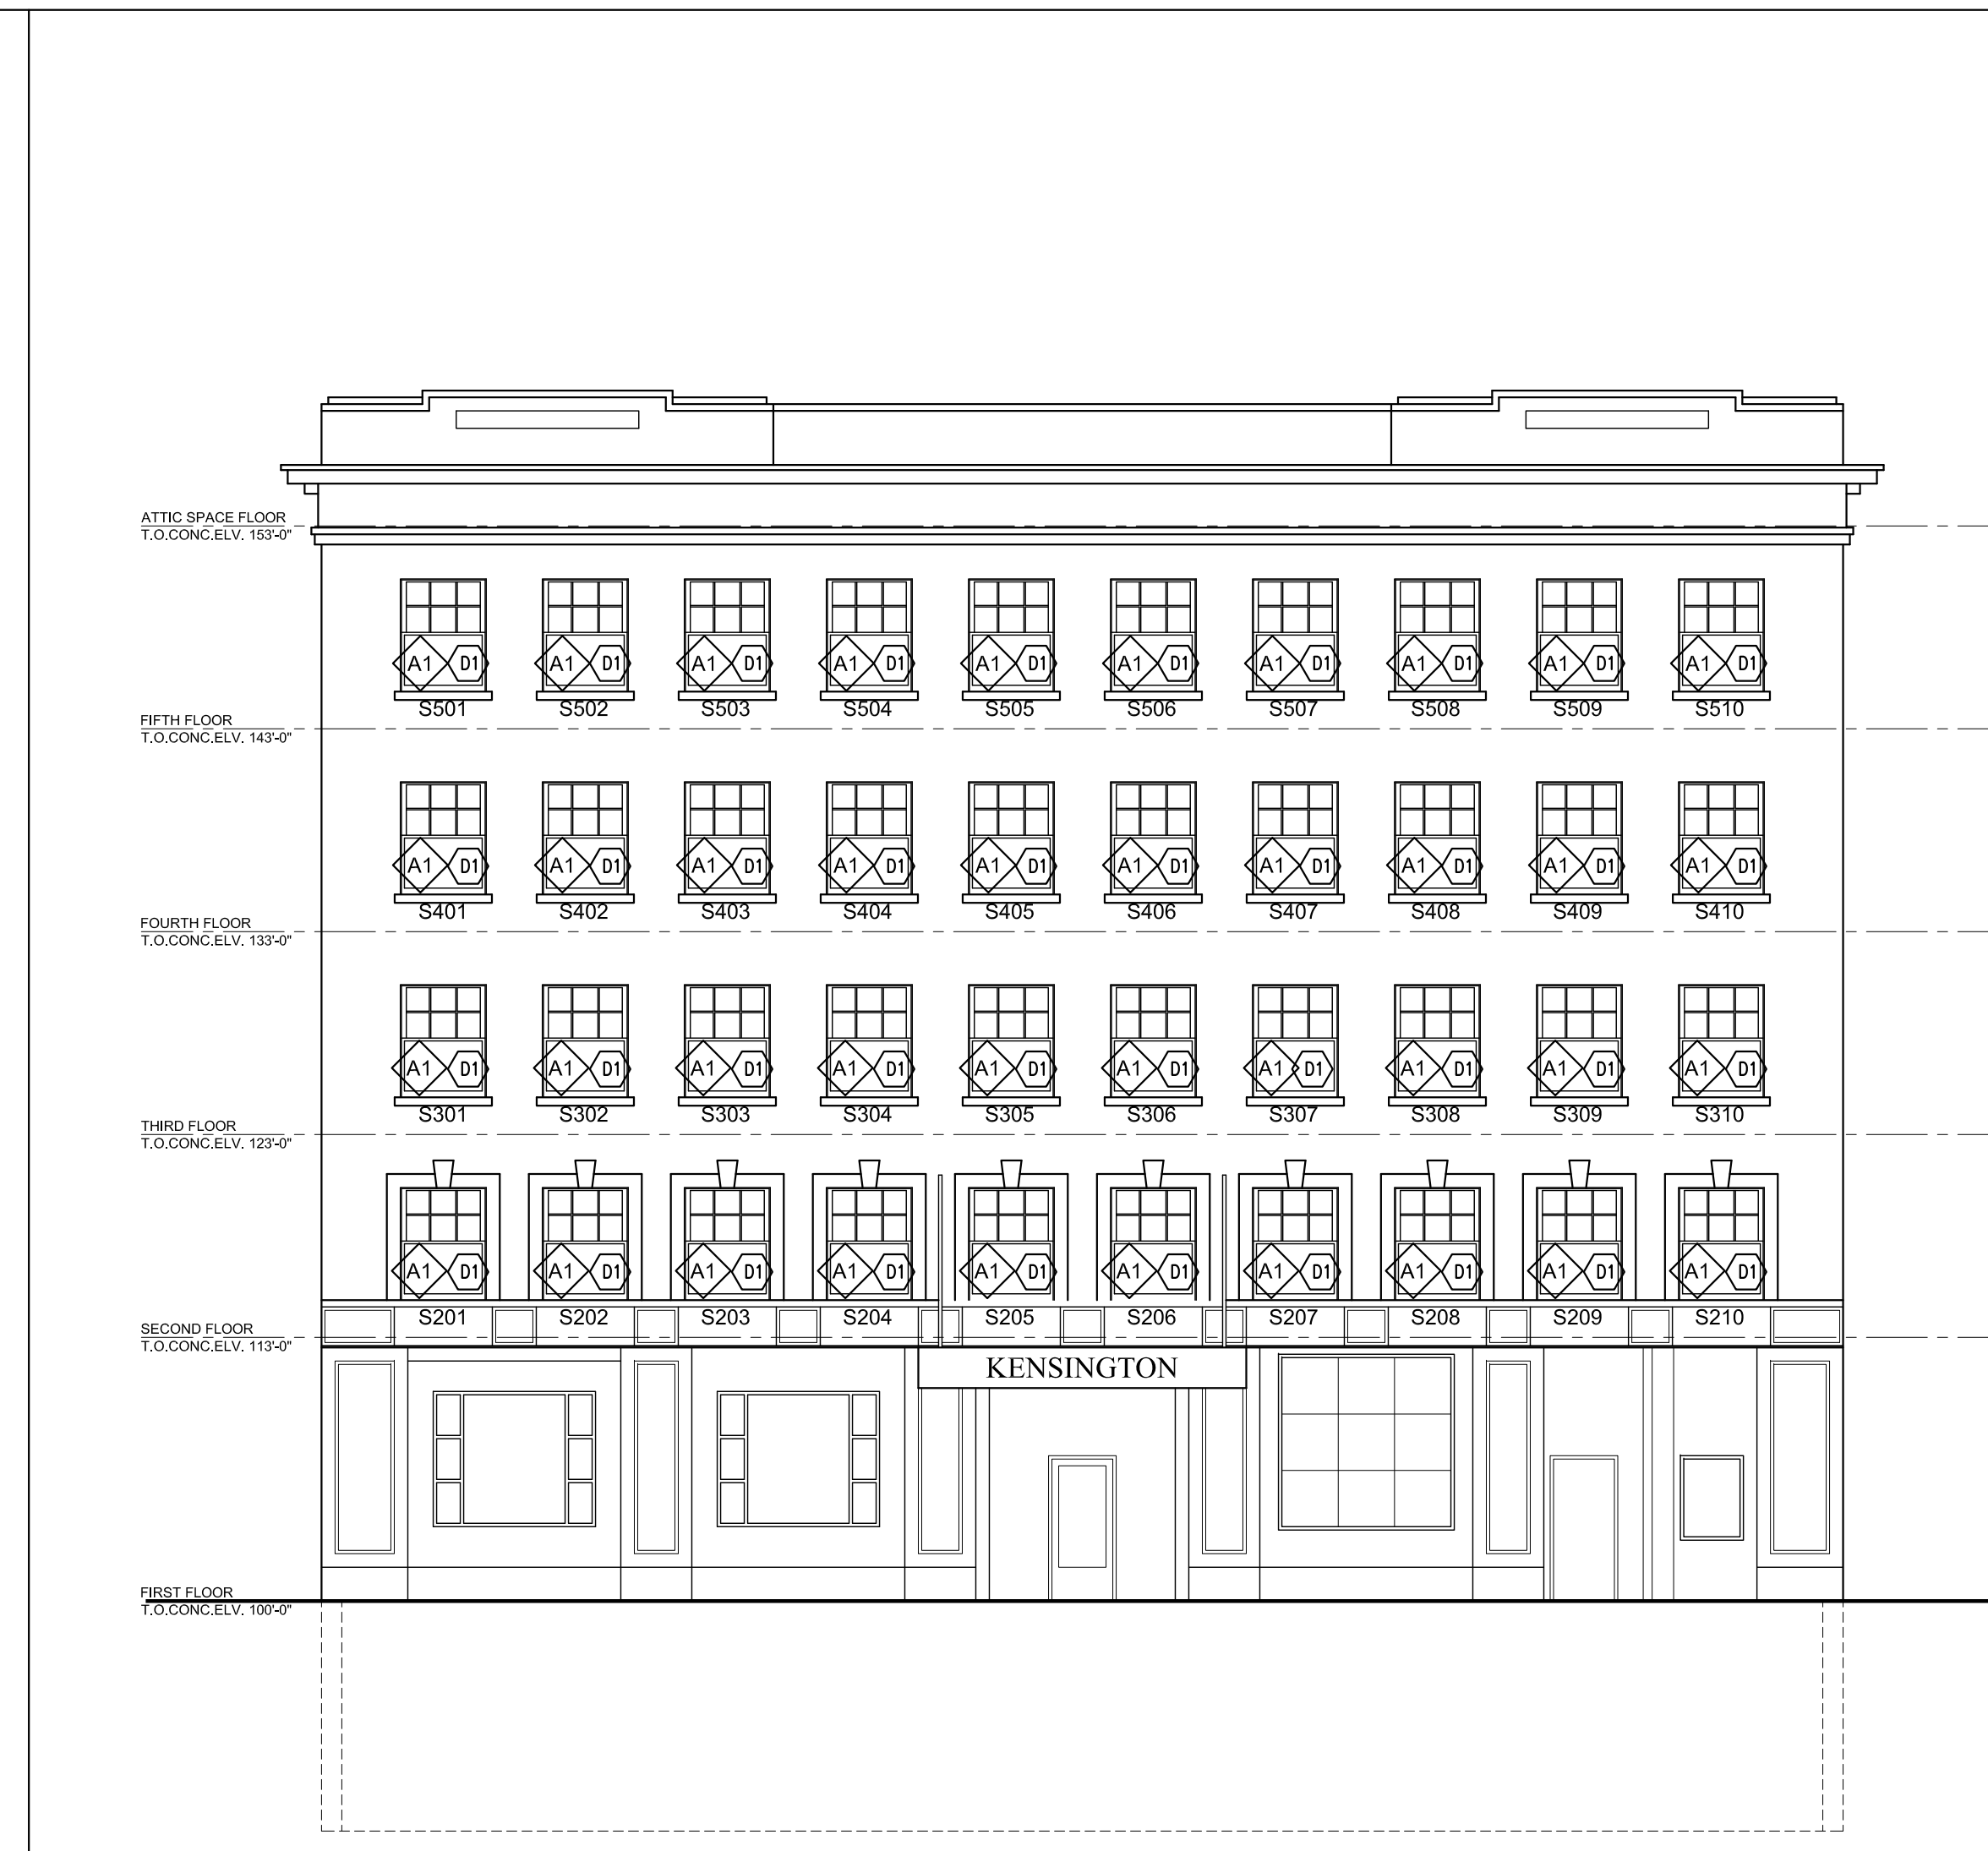 ATTIC SPACE FLOOR
T.O.CONC.ELV. 153'-0"
A1 D1 A1 D1 A1 D1 A1 D1 A1 D1 A1 D1 A1 D1 A1 D1 A1 D1 A1 D1
S501 S502 S503 S504 S505 S506 S507 S508 S509 S510
FIFTH FLOOR
T.O.CONC.ELV. 143'-0"
A1 D1 A1 D1 A1 D1 A1 D1 A1 D1 A1 D1 A1 D1 A1 D1 A1 D1 A1 D1
S401 S402 S403 S404 S405 S406 S407 S408 S409 S410
FOURTH FLOOR
T.O.CONC.ELV. 133'-0"
A1 D1 A1 D1 A1 D1 A1 D1 A1 D1 A1 D1 A1 D1 A1 D1 A1 D1 A1 D1
S301 S302 S303 S304 S305 S306 S307 S308 S309 S310
THIRD FLOOR
T.O.CONC.ELV. 123'-0"
A1 D1 A1 D1 A1 D1 A1 D1 A1 D1 A1 D1 A1 D1 A1 D1 A1 D1 A1 D1
S201 S202 S203 S204 S205 S206 S207 S208 S209 S210
SECOND FLOOR
T.O.CONC.ELV. 113'-0"
KENSINGTON
FIRST FLOOR
T.O.CONC.ELV. 100'-0"